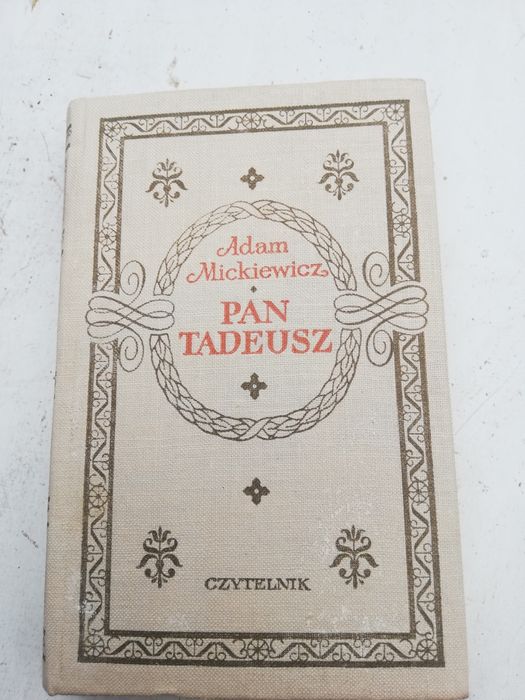 Adam
Mickiewicz
PAN
TADEUSZ
CZYTELNIK